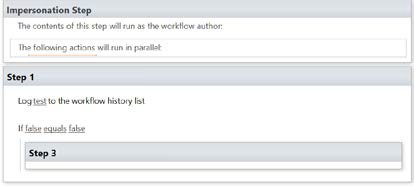 Impersonation Step
The contents of this step will run as the workflow author:
The following actions will run in parallel:
Step 1
Log test to the workflow history list
If false equals false
Step 3